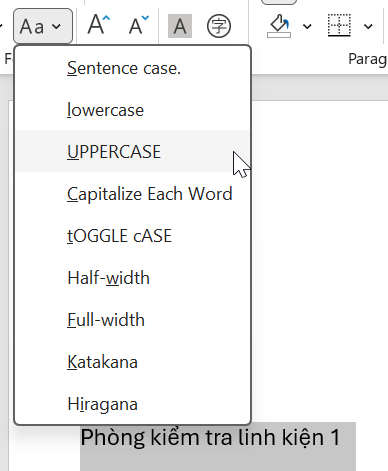 Aa
A
A
A
字
F
Parag
Sentence case.
lowercase
UPPERCASE
Capitalize Each Word
tOGGLE cASE
Half-width
Full-width
Katakana
Hiragana
Phòng kiểm tra linh kiện 1